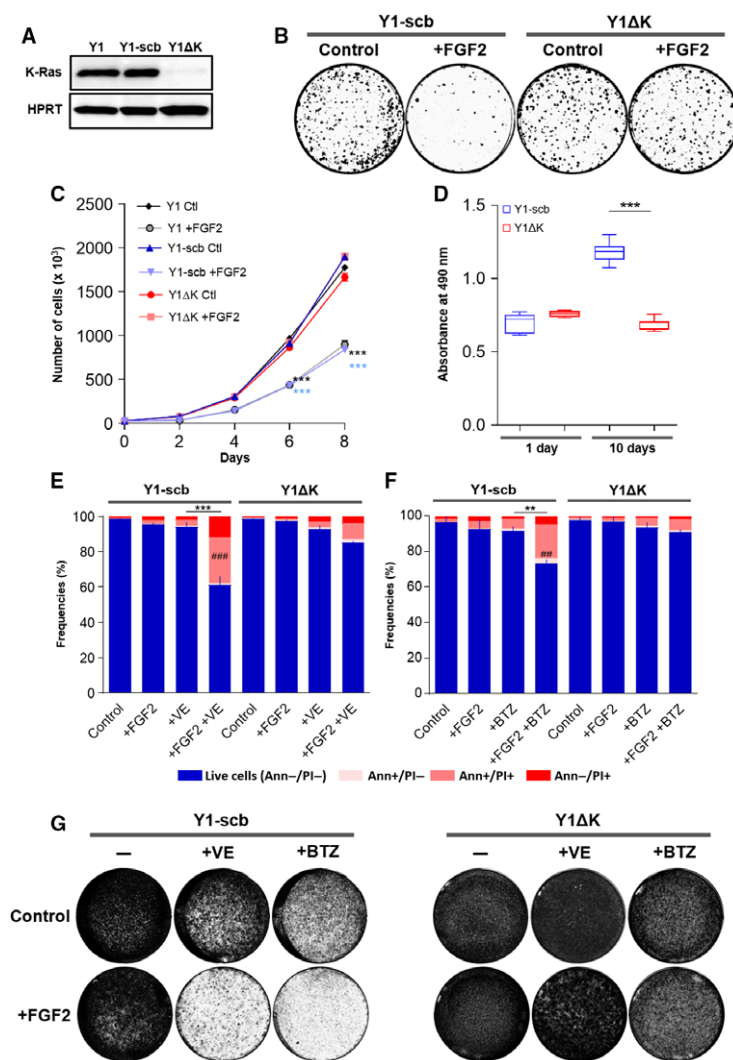 A
Y1 Y1-scb Y1ΔK
K-Ras
HPRT
B
Y1-scb Y1ΔK
Control +FGF2 Control +FGF2
C
Number of cells (x 10³)
2500
2000
1500
1000
500
0
0 2 4 6 8
Days
Y1 Ctl
Y1 +FGF2
Y1-scb Ctl
Y1-scb +FGF2
Y1ΔK Ctl
Y1ΔK +FGF2
***
***
***
***
D
Absorbance at 490 nm
1.5
1.0
0.5
0.0
Y1-scb
Y1ΔK
***
1 day 10 days
E
Y1-scb Y1ΔK
***
###
Frequencies (%)
100
80
60
40
20
0
Control +FGF2 +VE +FGF2 +VE Control +FGF2 +VE +FGF2 +VE
F
Y1-scb Y1ΔK
**
##
Frequencies (%)
100
80
60
40
20
0
Control +FGF2 +BTZ +FGF2 +BTZ Control +FGF2 +BTZ +FGF2 +BTZ
Live cells (Ann−/PI−) Ann+/PI− Ann+/PI+ Ann−/PI+
G
Y1-scb Y1ΔK
— +VE +BTZ — +VE +BTZ
Control
+FGF2